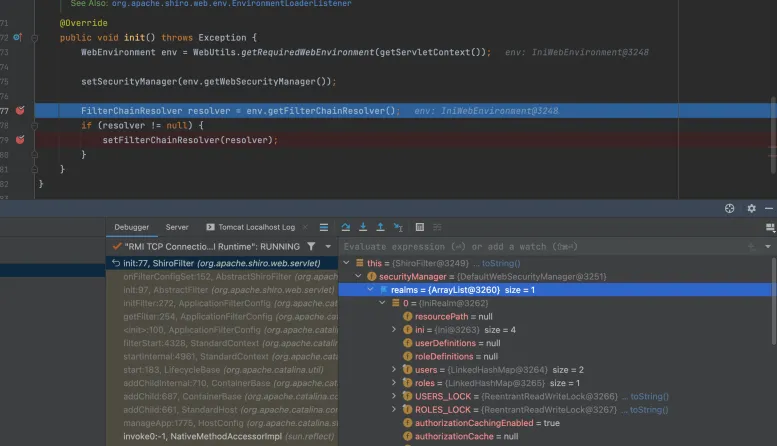 See Also: org.apache.shiro.web.env.EnvironmentLoaderListener
71 @Override
72 public void init() throws Exception {
73 WebEnvironment env = WebUtils.getRequiredWebEnvironment(getServletContext()); env: IniWebEnvironment@3248
74
75 setSecurityManager(env.getWebSecurityManager());
76
77 FilterChainResolver resolver = env.getFilterChainResolver(); env: IniWebEnvironment@3248
78 if (resolver != null) {
79 setFilterChainResolver(resolver);
80 }
81 }
82 }
Debugger Server Tomcat Localhost Log
"RMI TCP Connectio...l Runtime": RUNNING
Evaluate expression (⏎) or add a watch (⇧⌘⏎)
init:77, ShiroFilter (org.apache.shiro.web.servlet)
onFilterConfigSet:152, AbstractShiroFilter (org.apac
init:97, AbstractFilter (org.apache.shiro.web.servlet)
initFilter:272, ApplicationFilterConfig (org.apache.cat
getFilter:254, ApplicationFilterConfig (org.apache.cat
<init>:100, ApplicationFilterConfig (org.apache.catalin
filterStart:4328, StandardContext (org.apache.catalin
startInternal:4961, StandardContext (org.apache.catal
start:183, LifecycleBase (org.apache.catalina.util)
addChildInternal:710, ContainerBase (org.apache.cata
addChild:687, ContainerBase (org.apache.catalina.co
addChild:661, StandardHost (org.apache.catalina.core
manageApp:1775, HostConfig (org.apache.catalina.
invoke0:-1, NativeMethodAccessorImpl (sun.reflect)
this = {ShiroFilter@3249} ... toString()
securityManager = {DefaultWebSecurityManager@3251}
realms = {ArrayList@3260} size = 1
0 = {IniRealm@3262}
resourcePath = null
ini = {Ini@3263} size = 4
userDefinitions = null
roleDefinitions = null
users = {LinkedHashMap@3264} size = 2
roles = {LinkedHashMap@3265} size = 1
USERS_LOCK = {ReentrantReadWriteLock@3266} ... toString()
ROLES_LOCK = {ReentrantReadWriteLock@3267} ... toString()
authorizationCachingEnabled = true
authorizationCache = null